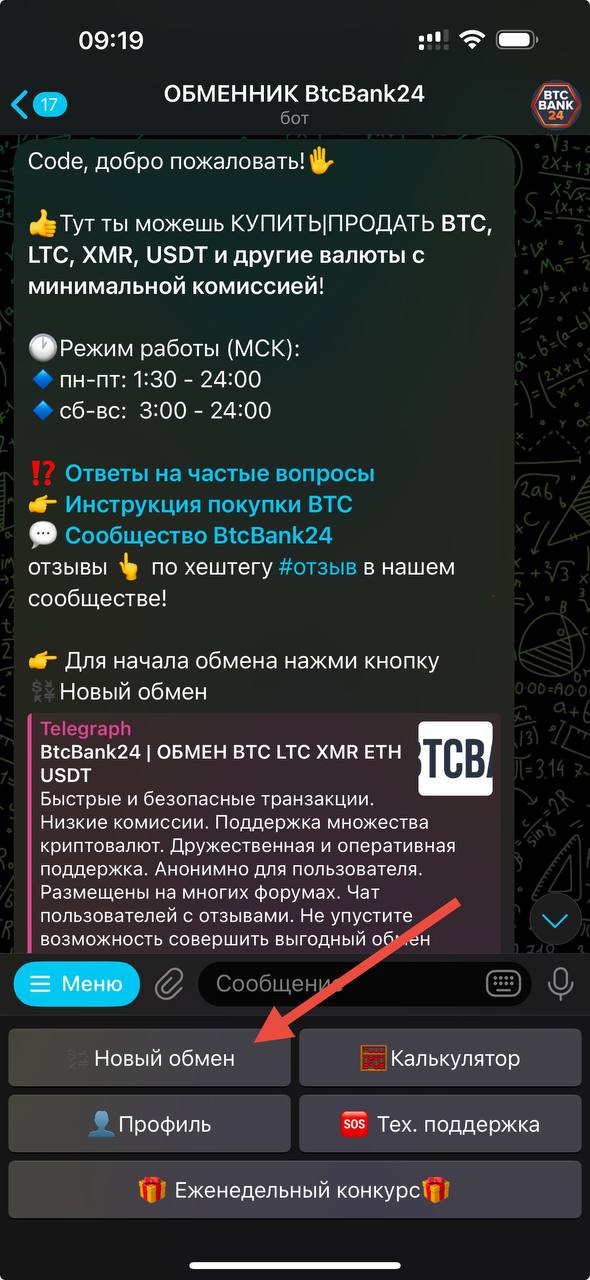 09:19
17
ОБМЕННИК BtcBank24
бот
BTC
BANK
24
Code, добро пожаловать!🖐
👍Тут ты можешь КУПИТЬ|ПРОДАТЬ BTC,
LTC, XMR, USDT и другие валюты с
минимальной комиссией!
🕐Режим работы (МСК):
🔹 пн-пт: 1:30 - 24:00
🔹 сб-вс:  3:00 - 24:00
⁉️ Ответы на частые вопросы
👉 Инструкция покупки BTC
💬 Сообщество BtcBank24
отзывы 👆 по хештегу #отзыв в нашем
сообществе!
👉 Для начала обмена нажми кнопку
💱Новый обмен
Telegraph
BtcBank24 | ОБМЕН BTC LTC XMR ETH
USDT
TCB
Быстрые и безопасные транзакции.
Низкие комиссии. Поддержка множества
криптовалют. Дружественная и оперативная
поддержка. Анонимно для пользователя.
Размещены на многих форумах. Чат
пользователей с отзывами. Не упустите
возможность совершить выгодный обмен
Меню
Сообщение
💱 Новый обмен
🧮Калькулятор
👤Профиль
🆘 Тех. поддержка
🎁 Еженедельный конкурс🎁